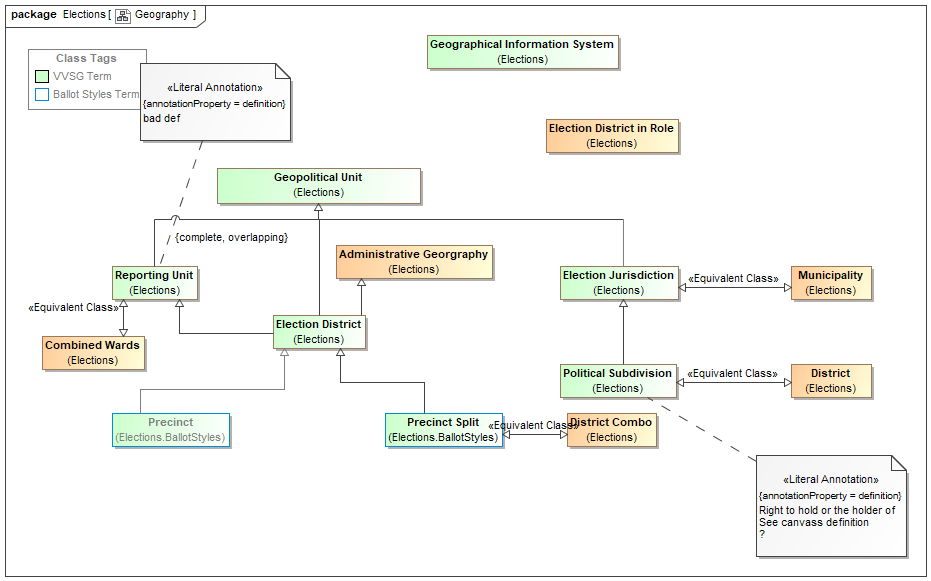 package Elections [ Geography ]
Class Tags
VVSG Term
Ballot Styles Term
«Literal Annotation»
{annotationProperty = definition}
bad def
Geographical Information System
(Elections)
Election District in Role
(Elections)
Geopolitical Unit
(Elections)
{complete, overlapping}
Administrative Georgraphy
(Elections)
Reporting Unit
(Elections)
Election Jurisdiction
(Elections)
«Equivalent Class»
Municipality
(Elections)
«Equivalent Class»
Election District
(Elections)
Combined Wards
(Elections)
Political Subdivision
(Elections)
«Equivalent Class»
District
(Elections)
Precinct
(Elections.BallotStyles)
Precinct Split
(Elections.BallotStyles)
«Equivalent Class»
District Combo
(Elections)
«Literal Annotation»
{annotationProperty = definition}
Right to hold or the holder of
See canvass definition
?